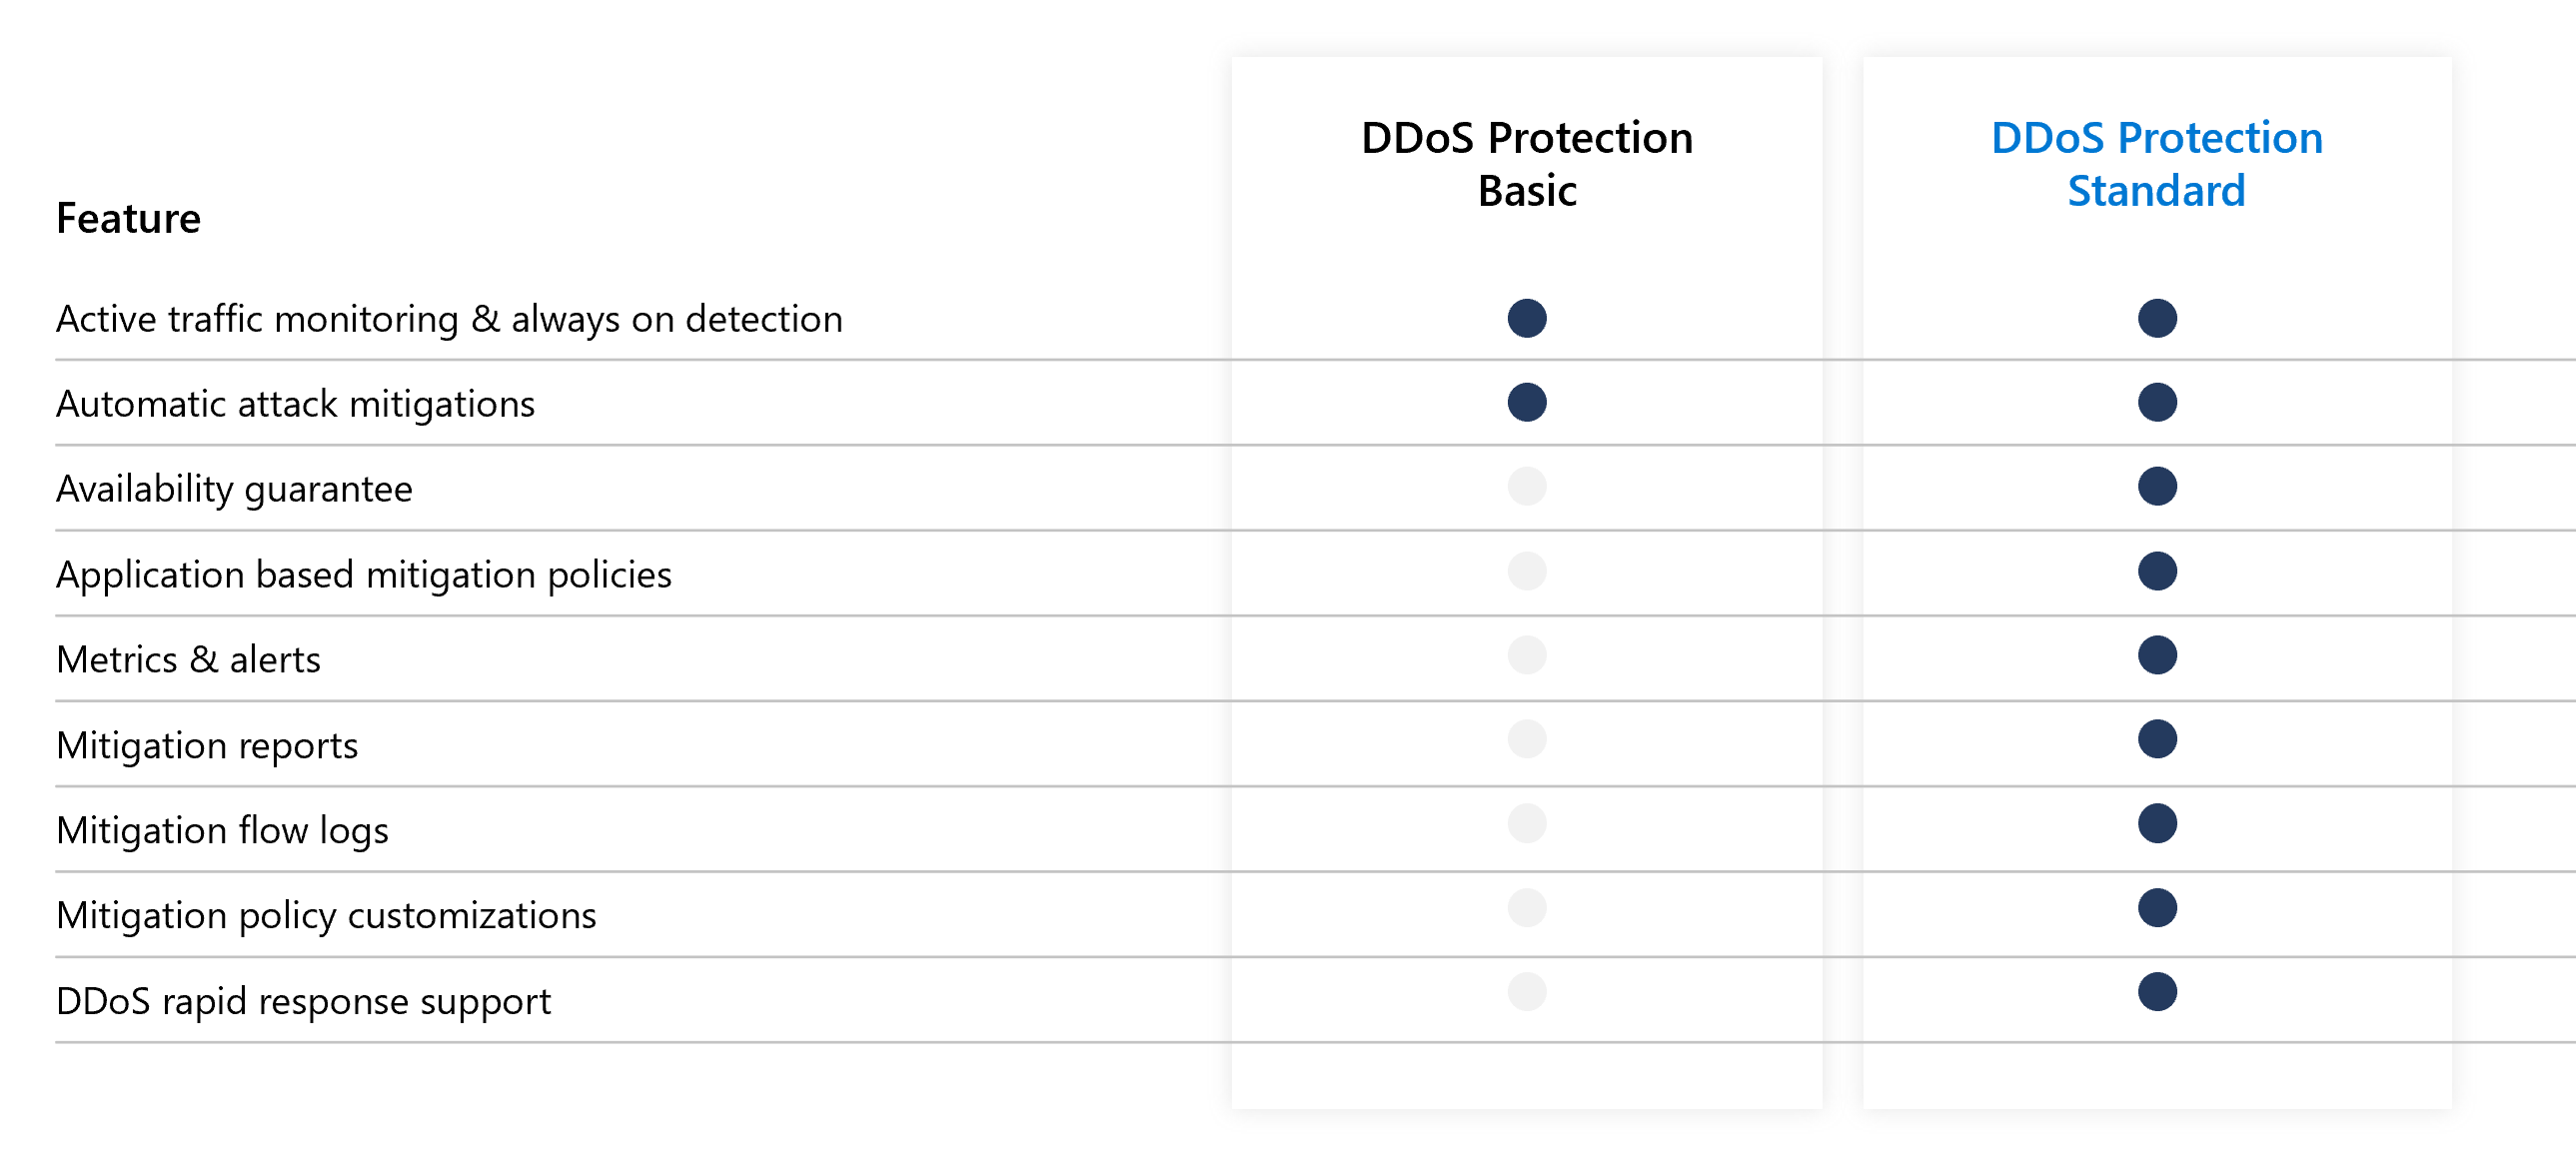 DDoS Protection
Basic
DDoS Protection
Standard
Feature
Active traffic monitoring & always on detection
Automatic attack mitigations
Availability guarantee
Application based mitigation policies
Metrics & alerts
Mitigation reports
Mitigation flow logs
Mitigation policy customizations
DDoS rapid response support